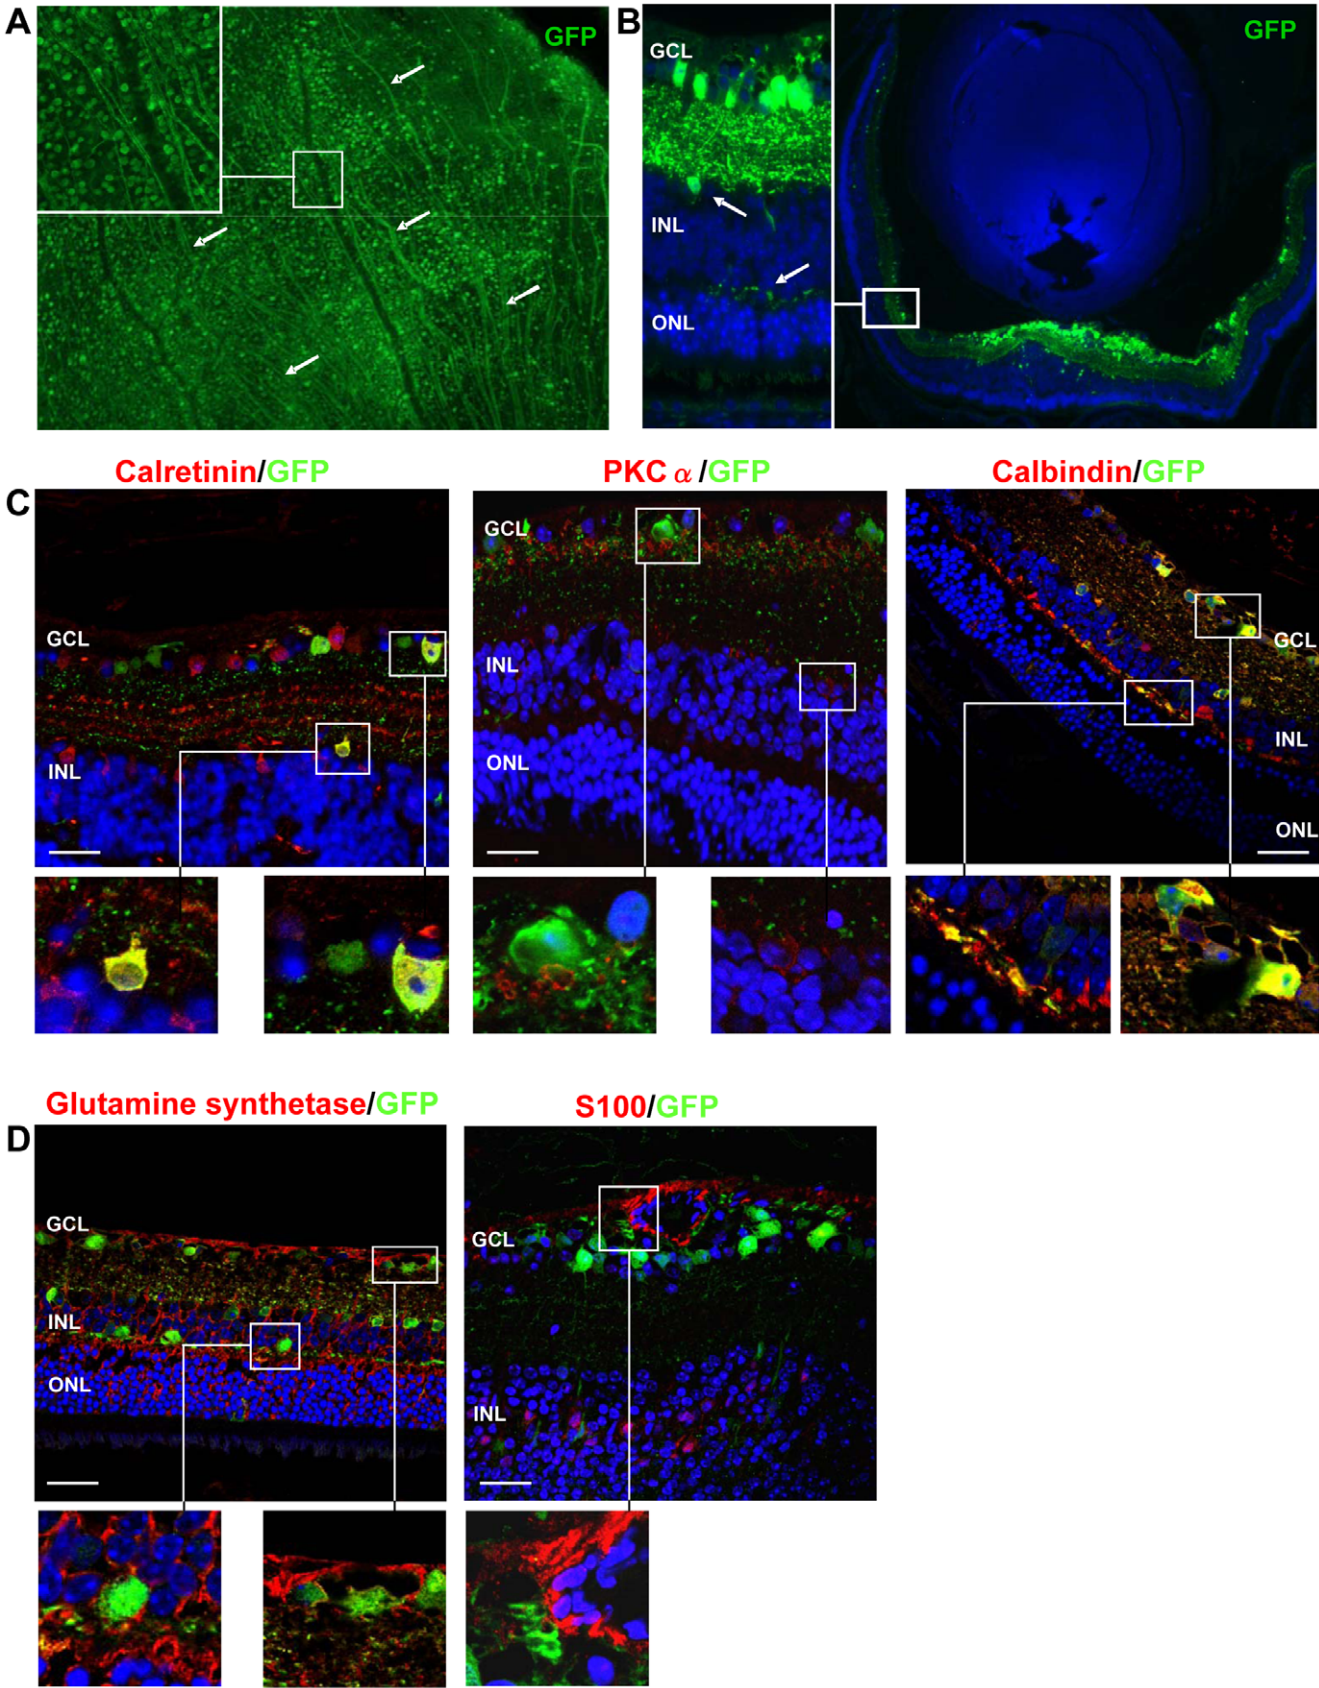 A
GFP
B
GCL
INL
ONL
GFP
C
Calretinin/GFP
GCL
INL
PKC α /GFP
GCL
INL
ONL
Calbindin/GFP
GCL
INL
ONL
D
Glutamine synthetase/GFP
GCL
INL
ONL
S100/GFP
GCL
INL